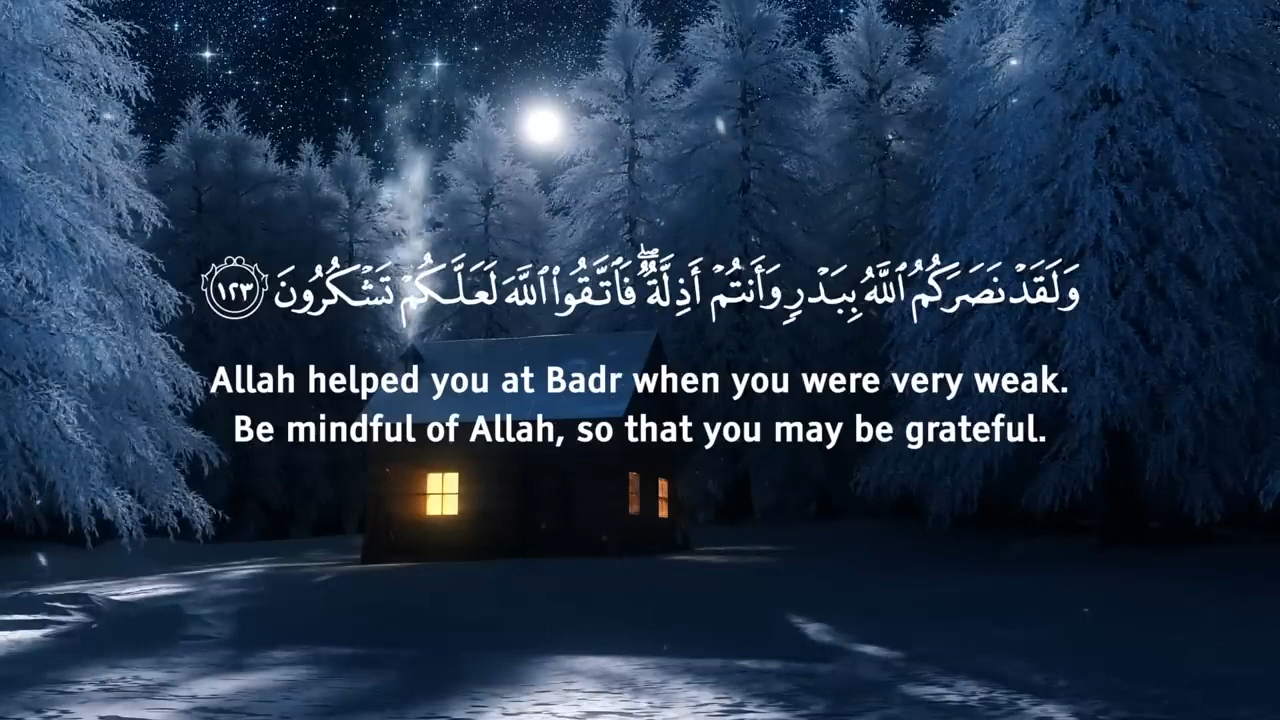 وَلَقَدْ نَصَرَكُمُ ٱللَّهُ بِبَدْرٍ وَأَنتُمْ أَذِلَّةٌ ۖ فَٱتَّقُوا۟ ٱللَّهَ لَعَلَّكُمْ تَشْكُرُونَ ١٢٣
Allah helped you at Badr when you were very weak.
Be mindful of Allah, so that you may be grateful.